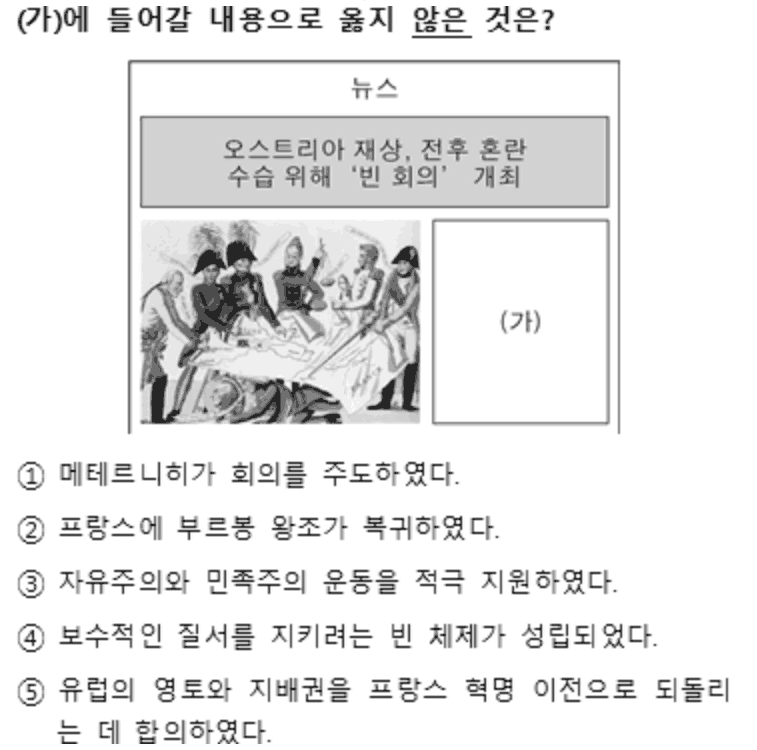 (가)에 들어갈 내용으로 옳지 않은 것은?
뉴스
오스트리아 재상, 전후 혼란
수습 위해 ‘빈 회의’ 개최
(가)
① 메테르니히가 회의를 주도하였다.
② 프랑스에 부르봉 왕조가 복귀하였다.
③ 자유주의와 민족주의 운동을 적극 지원하였다.
④ 보수적인 질서를 지키려는 빈 체제가 성립되었다.
⑤ 유럽의 영토와 지배권을 프랑스 혁명 이전으로 되돌리
는 데 합의하였다.